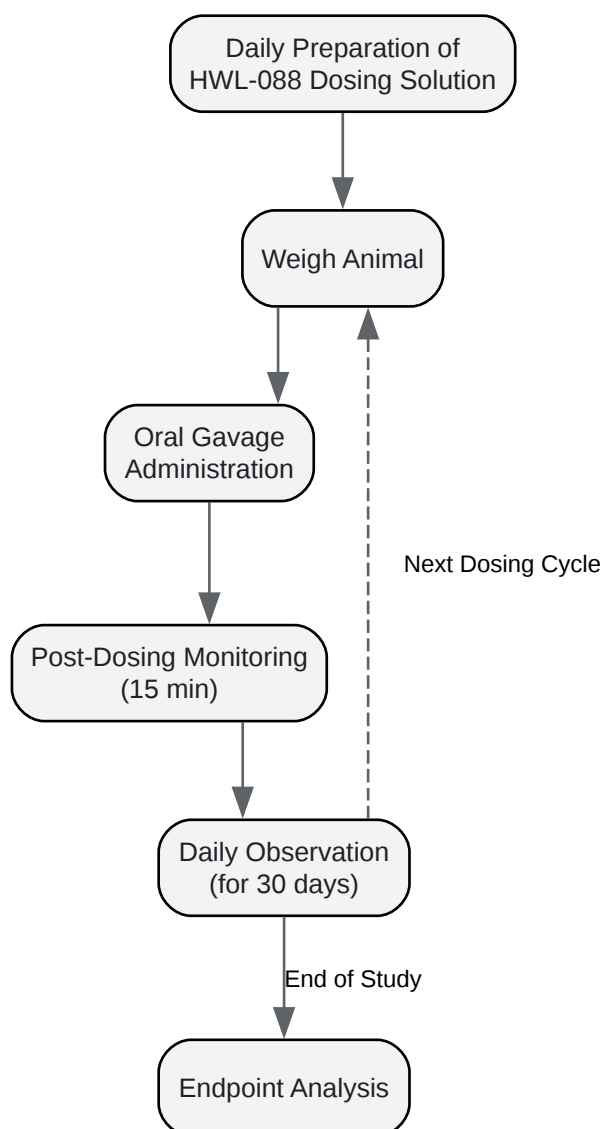 Daily Preparation of
HWL-088 Dosing Solution
Weigh Animal
Oral Gavage
Administration
Next Dosing Cycle
Post-Dosing Monitoring
(15 min)
Daily Observation
(for 30 days)
End of Study
Endpoint Analysis